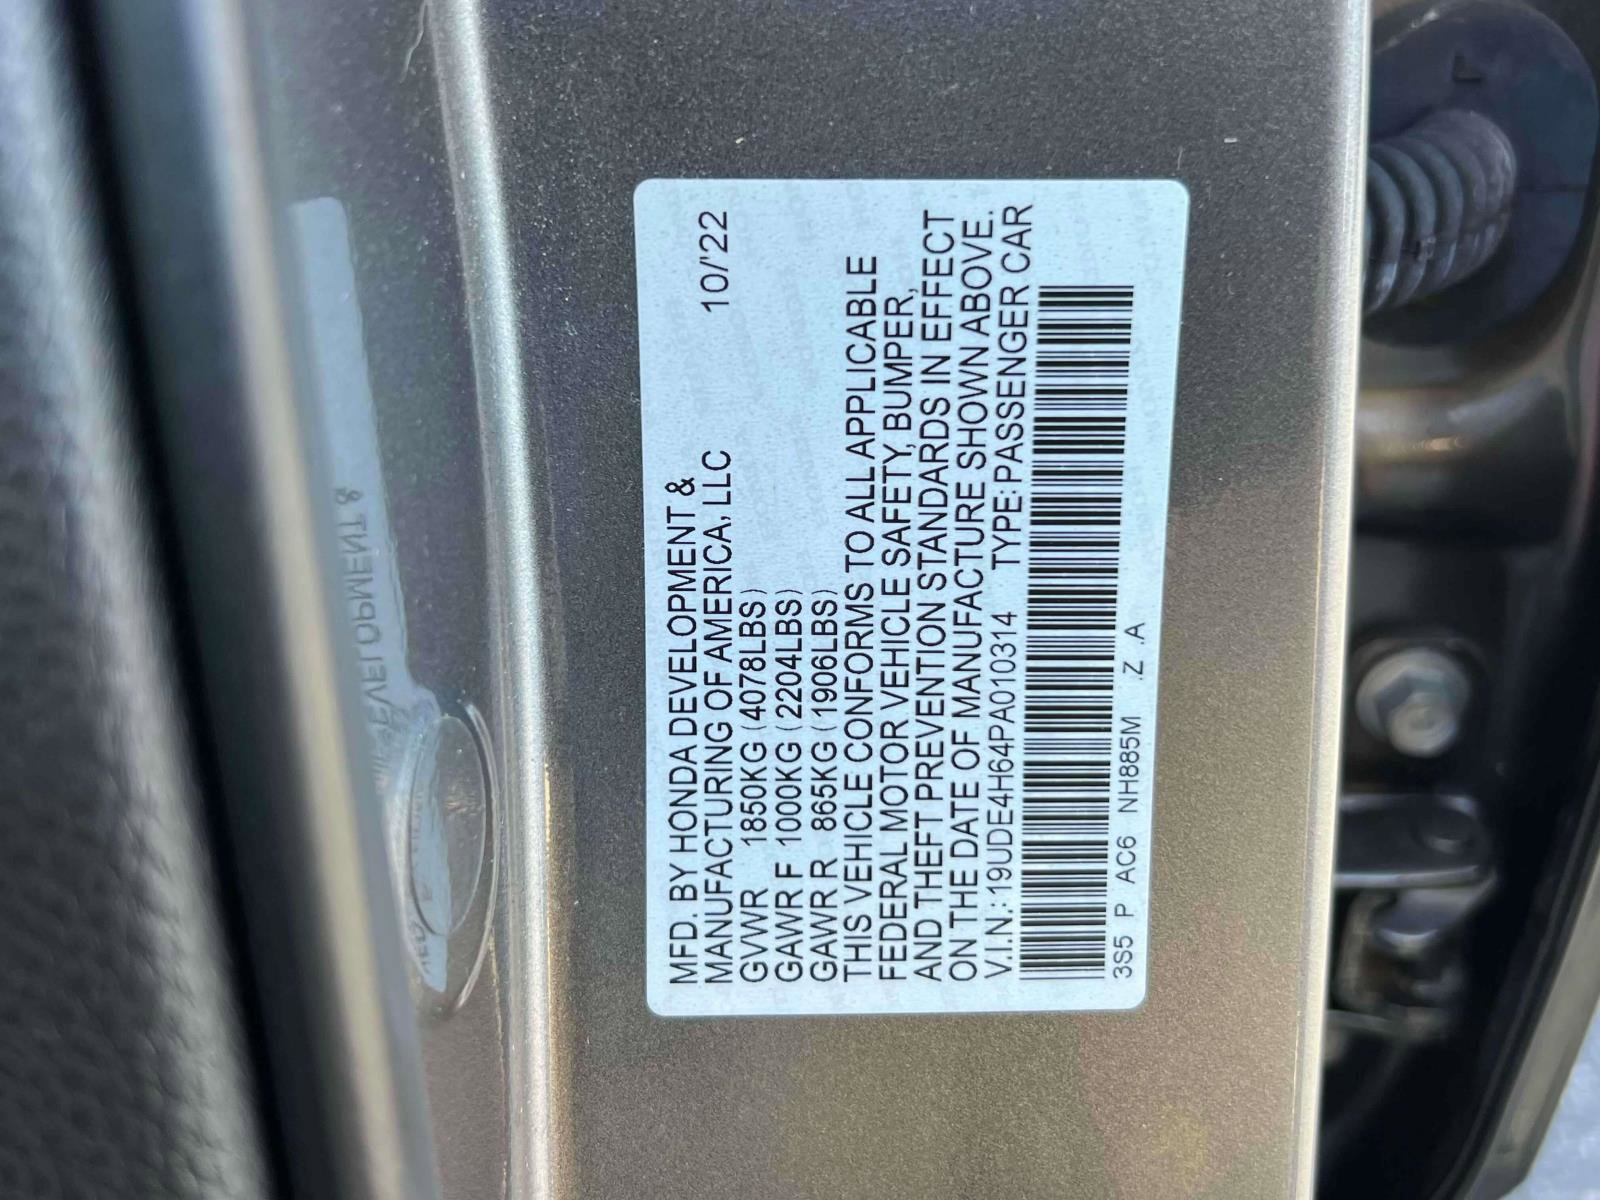 MFD. BY HONDA DEVELOPMENT &
MANUFACTURING OF AMERICA, LLC 10/'22
GVWR 1850KG (4078LBS)
GAWR F 1000KG (2204LBS)
GAWR R 865KG (1906LBS)
THIS VEHICLE CONFORMS TO ALL APPLICABLE
FEDERAL MOTOR VEHICLE SAFETY, BUMPER,
AND THEFT PREVENTION STANDARDS IN EFFECT
ON THE DATE OF MANUFACTURE SHOWN ABOVE.
V.I.N.: 19UDE4H64PA010314 TYPE: PASSENGER CAR
3S5 P AC6 NH885M .Z .A